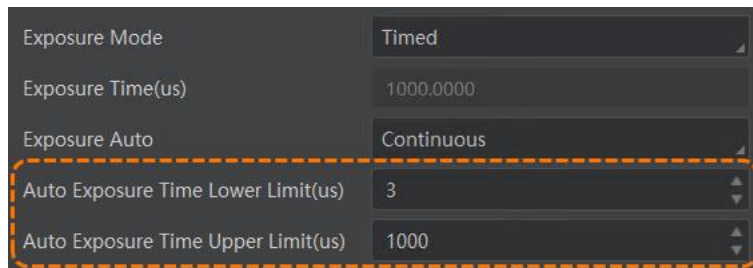 Exposure Mode Timed
Exposure Time(us) 1000.0000
Exposure Auto Continuous
Auto Exposure Time Lower Limit(us) 3
Auto Exposure Time Upper Limit(us) 1000